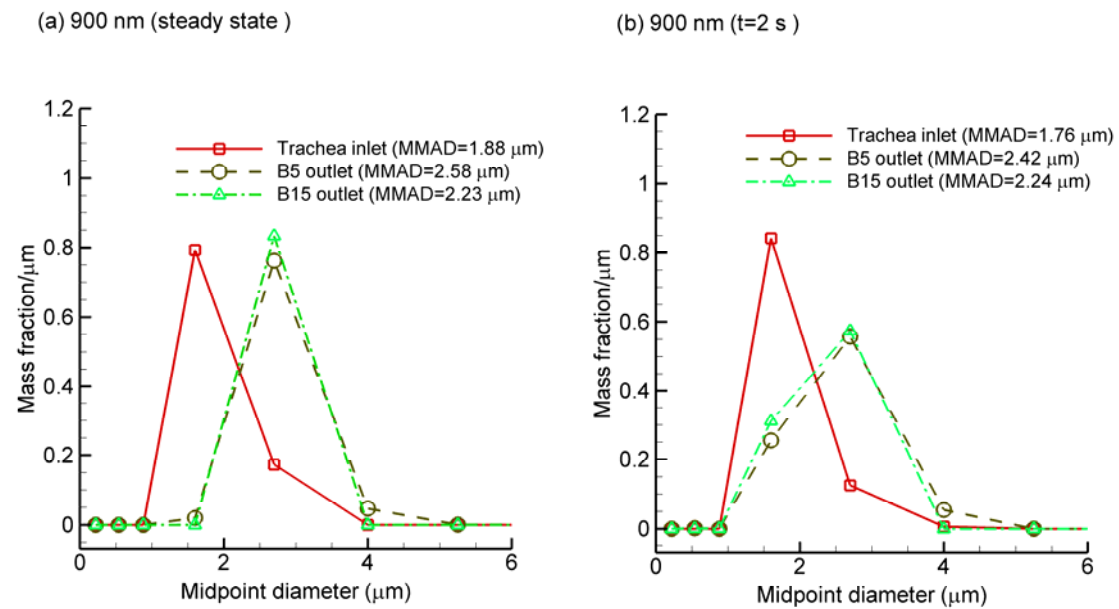 (a) 900 nm (steady state )
1.2
1
0.8
0.6
0.4
0.2
0
Mass fraction/μm
Trachea inlet (MMAD=1.88 μm)
B5 outlet (MMAD=2.58 μm)
B15 outlet (MMAD=2.23 μm)
0 2 4 6
Midpoint diameter (μm)
(b) 900 nm (t=2 s )
1.2
1
0.8
0.6
0.4
0.2
0
Mass fraction/μm
Trachea inlet (MMAD=1.76 μm)
B5 outlet (MMAD=2.42 μm)
B15 outlet (MMAD=2.24 μm)
0 2 4 6
Midpoint diameter (μm)